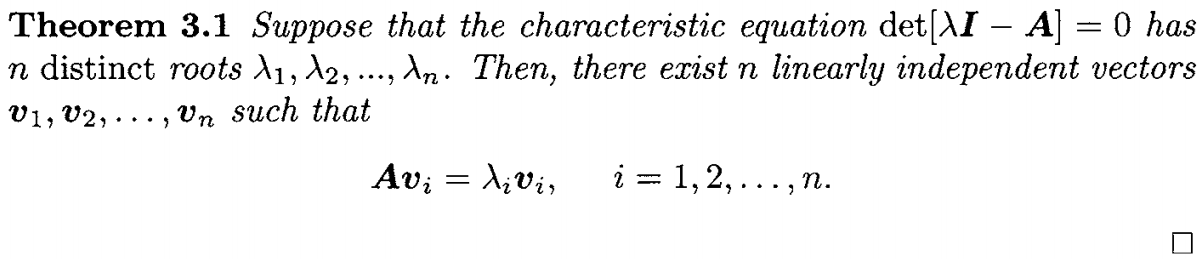 Theorem 3.1 Suppose that the characteristic equation det[λI − A] = 0 has
n distinct roots λ₁, λ₂, ..., λₙ. Then, there exist n linearly independent vectors
v₁, v₂, . . . , vₙ such that
Avᵢ = λᵢvᵢ, i = 1, 2, . . . , n.
□